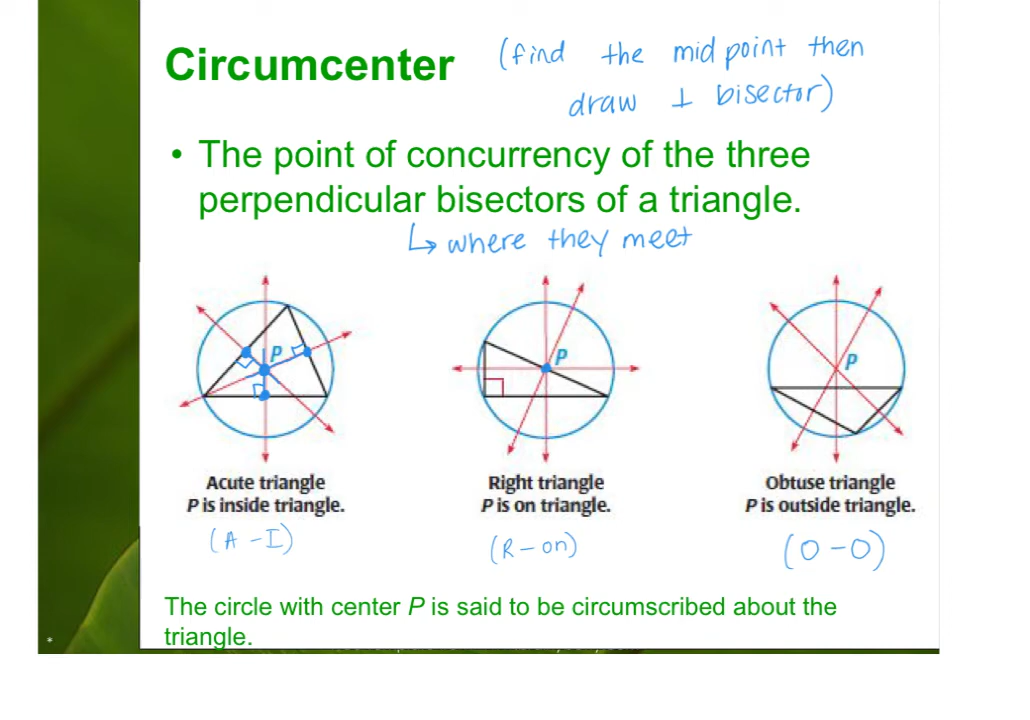 Circumcenter (find the midpoint then
draw ⊥ bisector)
• The point of concurrency of the three
perpendicular bisectors of a triangle.
↳ where they meet
P
P
P
Acute triangle
P is inside triangle.
(A - I)
Right triangle
P is on triangle.
(R - on)
Obtuse triangle
P is outside triangle.
(O - O)
The circle with center P is said to be circumscribed about the
triangle.
*